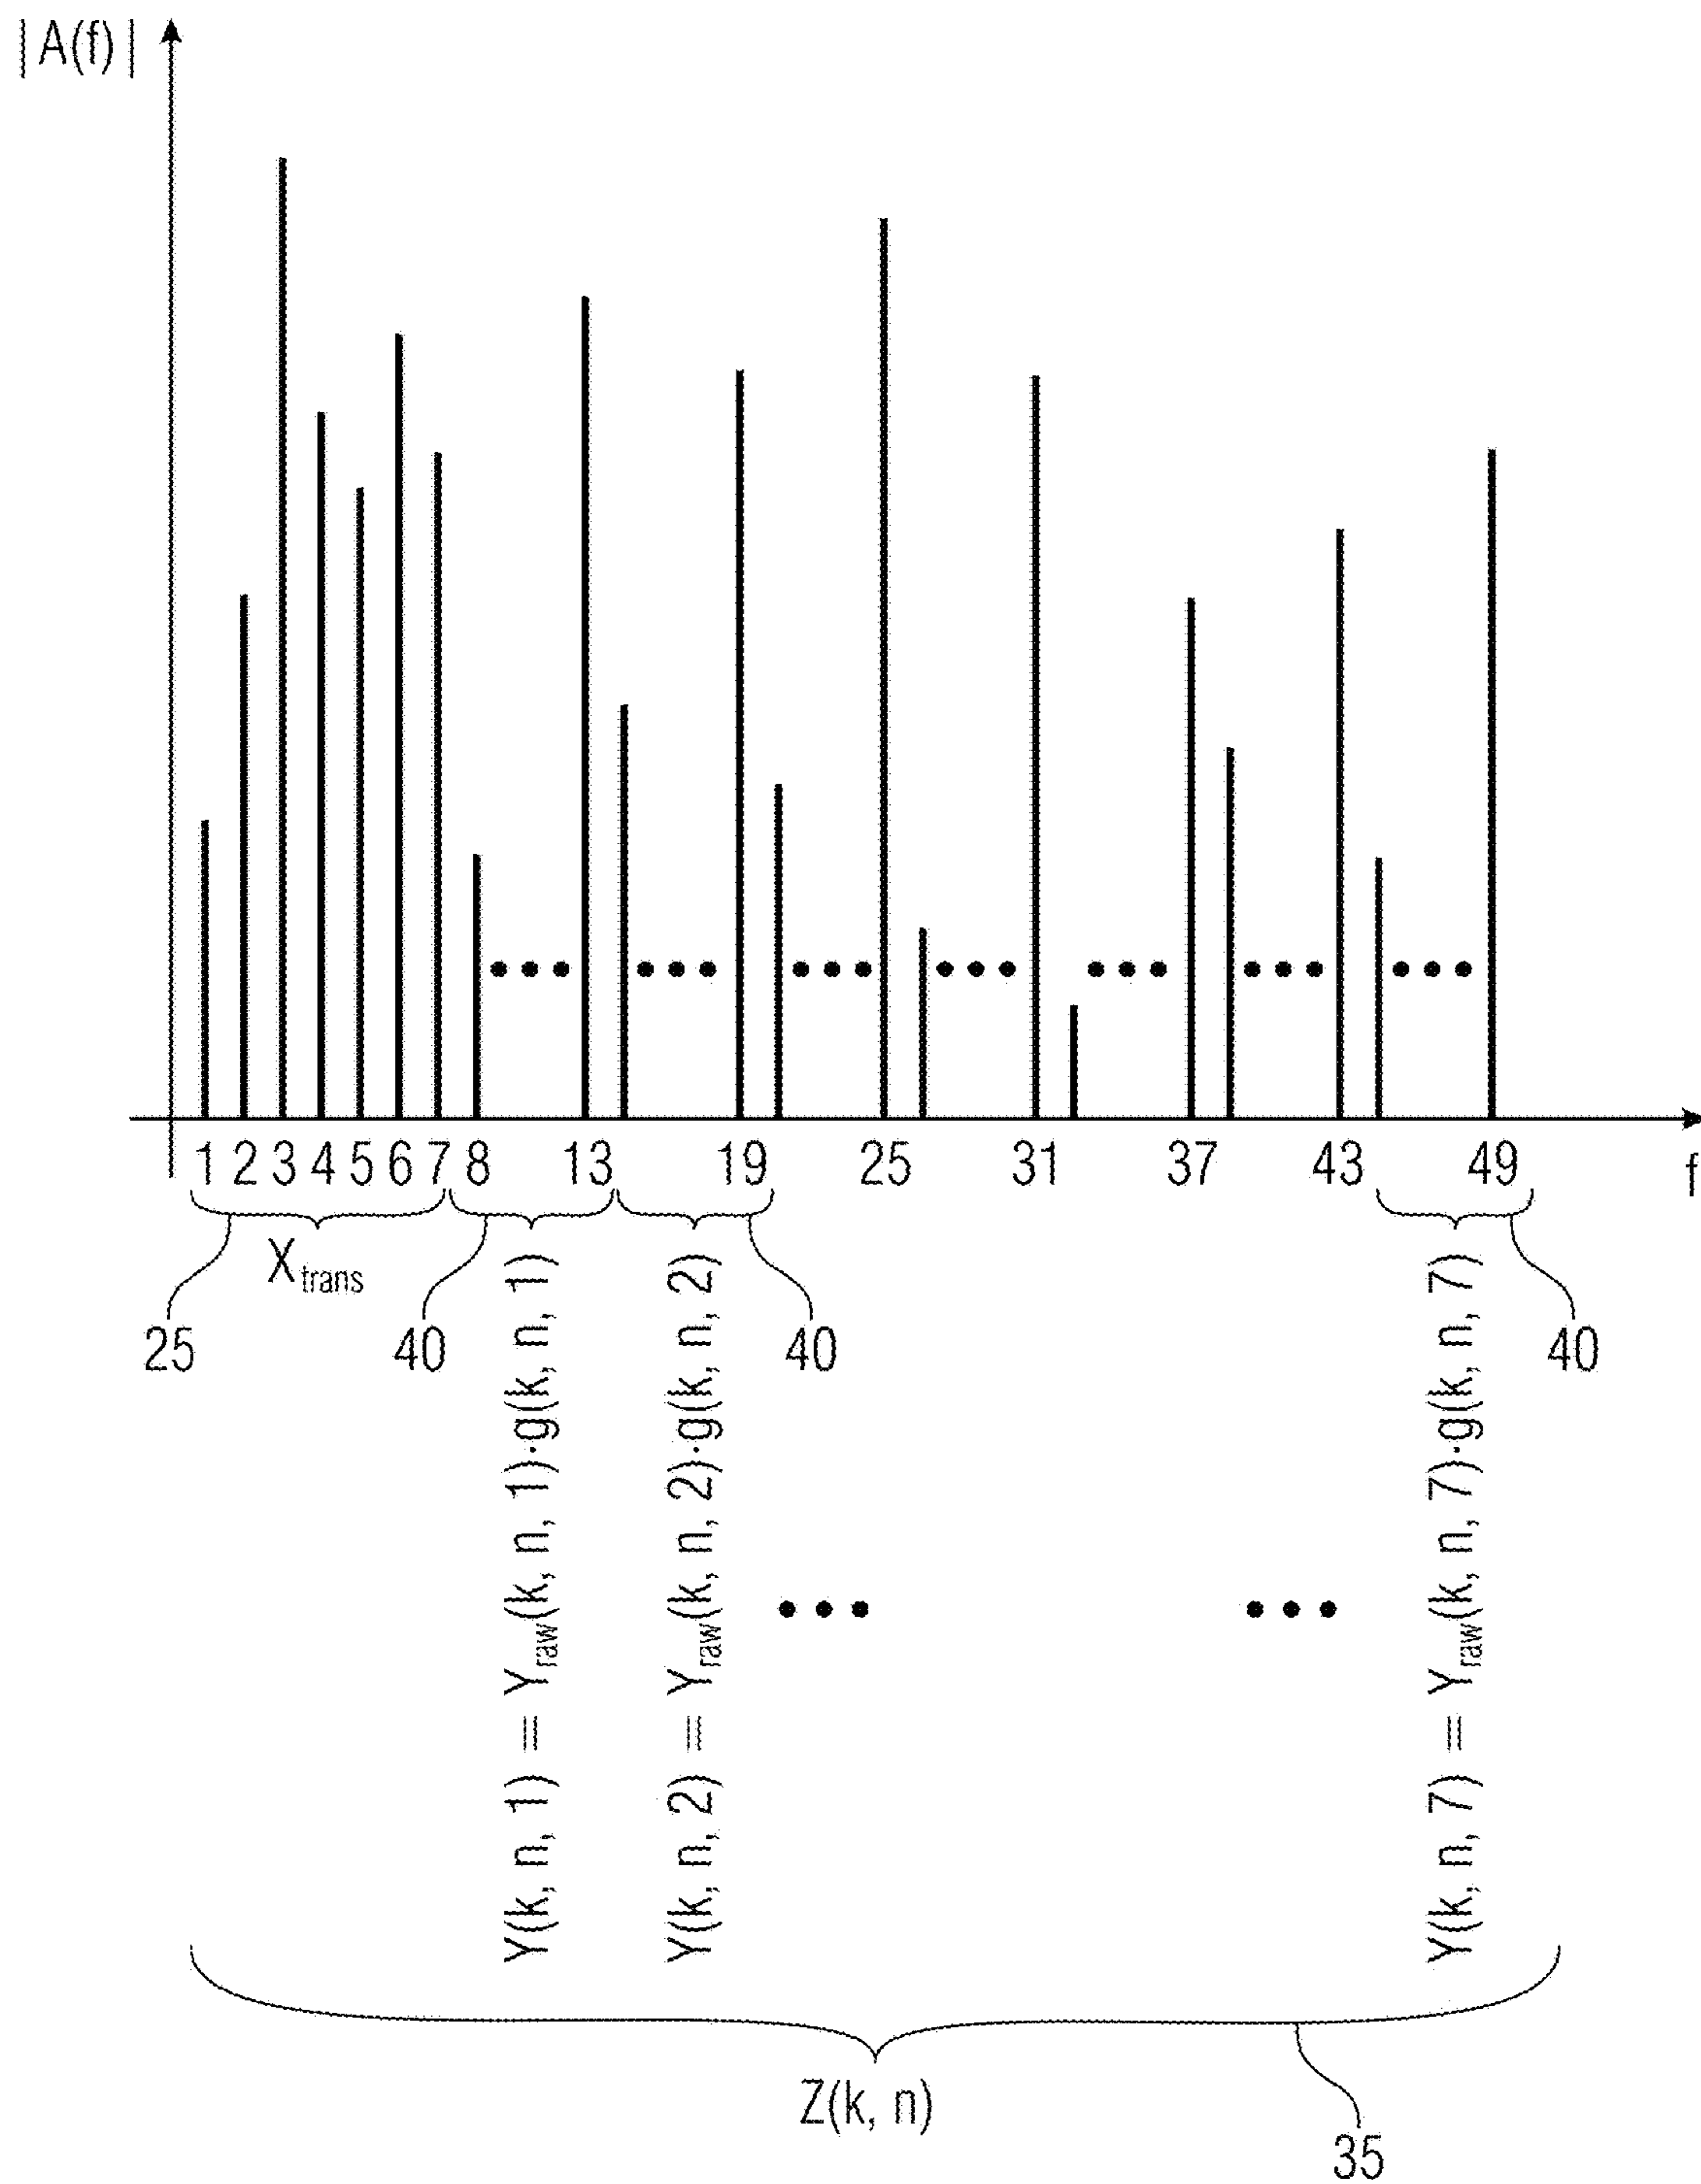 |A(f)|
1 2 3 4 5 6 7 8 13 19 25 31 37 43 49 f
X_trans
25 40 40 40
Y(k, n, 1) = Y_raw(k, n, 1)·g(k, n, 1)
Y(k, n, 2) = Y_raw(k, n, 2)·g(k, n, 2)
Y(k, n, 7) = Y_raw(k, n, 7)·g(k, n, 7)
Z(k, n)
35